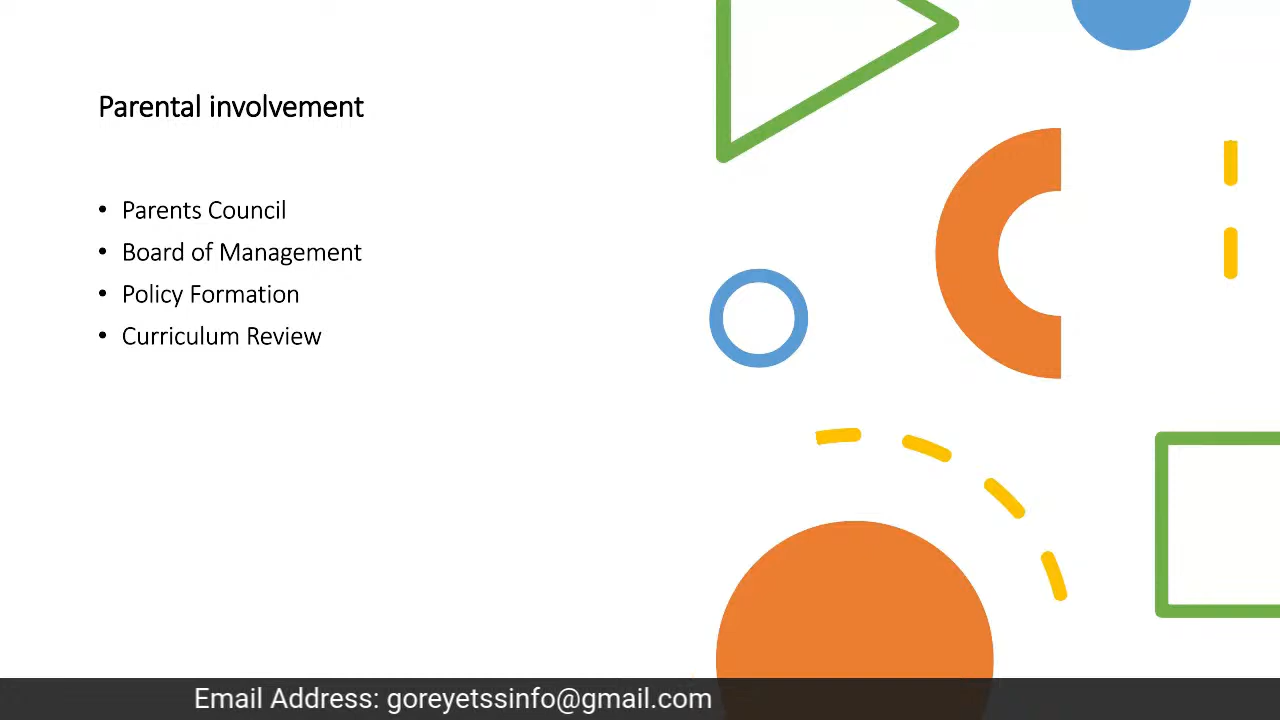 Parental involvement
• Parents Council
• Board of Management
• Policy Formation
• Curriculum Review
Email Address: goreyetssinfo@gmail.com